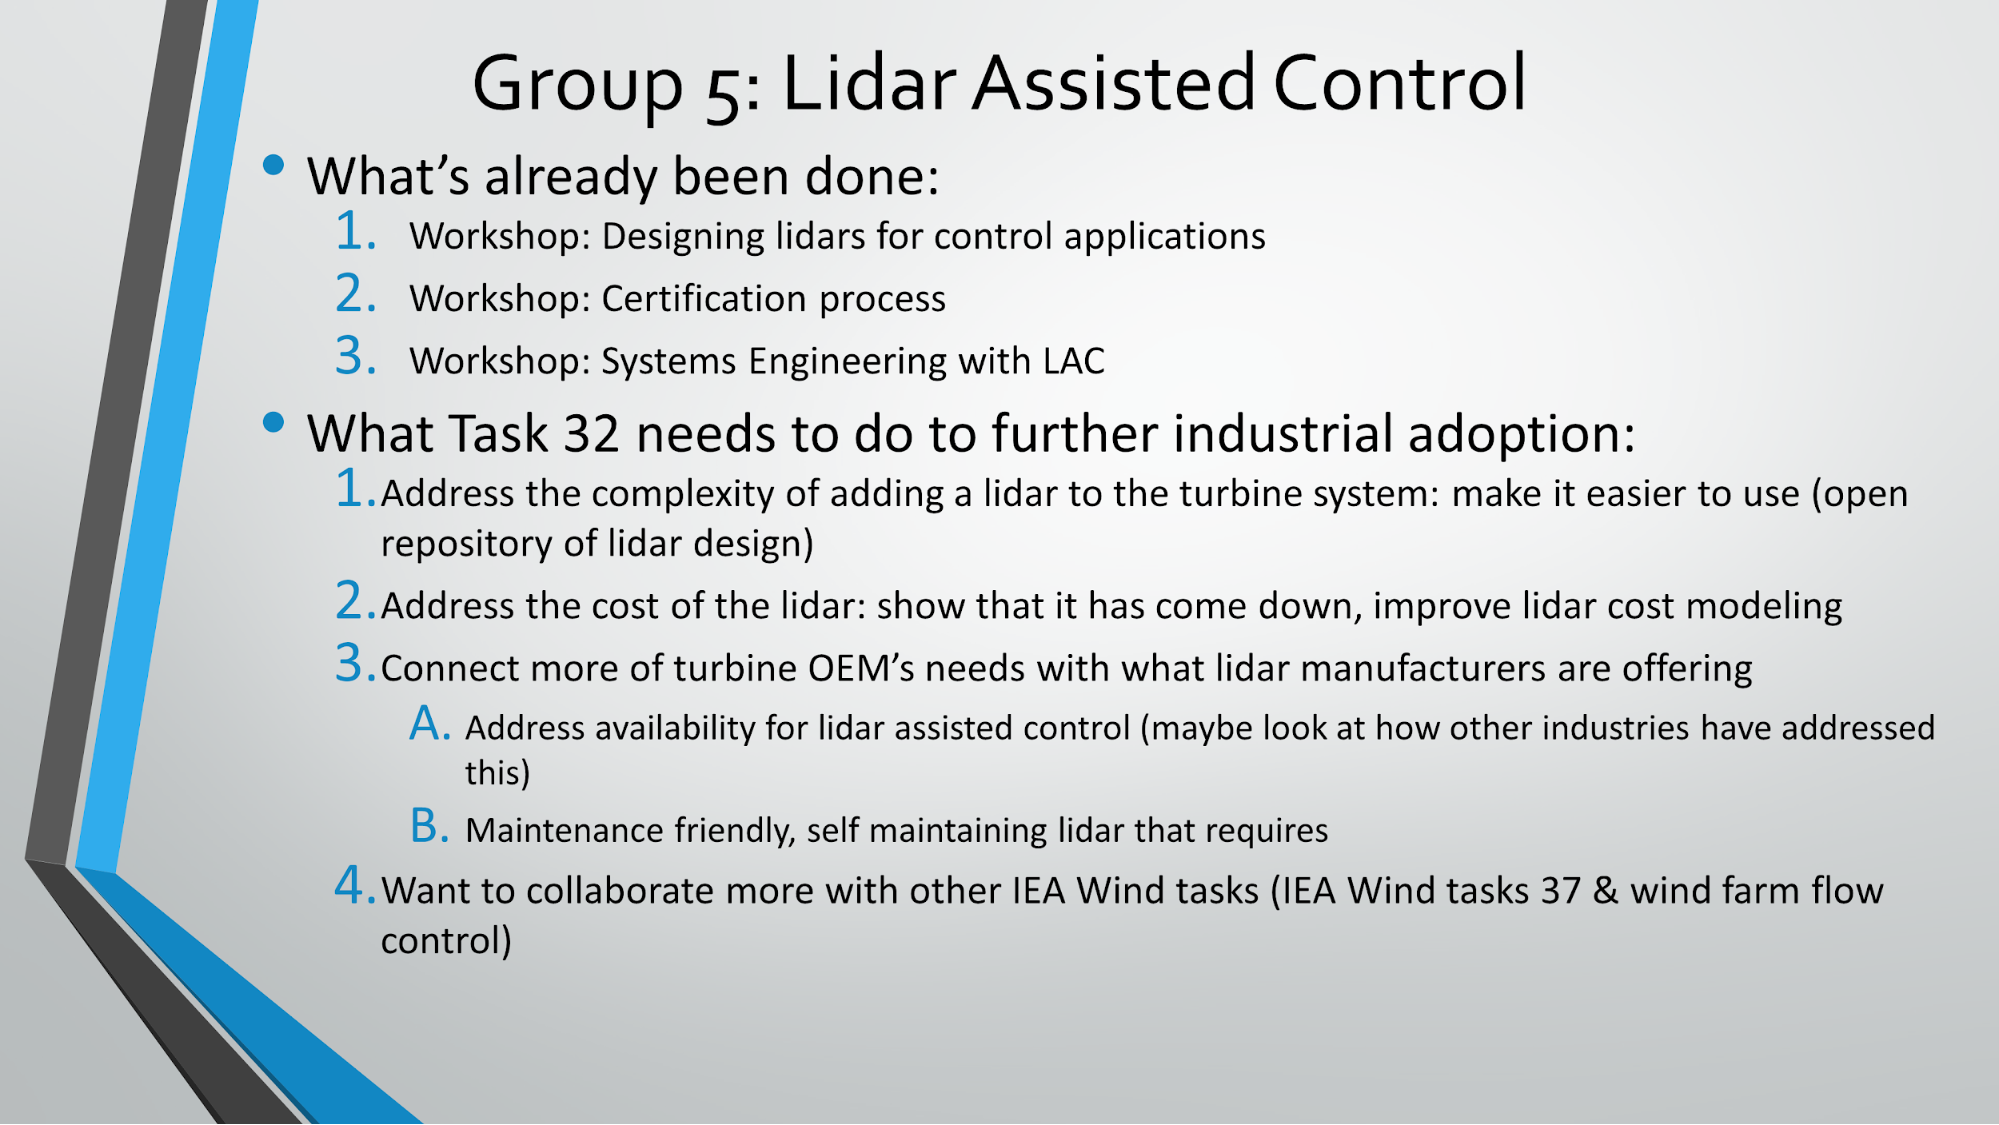 Group 5: Lidar Assisted Control
• What’s already been done:
1. Workshop: Designing lidars for control applications
2. Workshop: Certification process
3. Workshop: Systems Engineering with LAC
• What Task 32 needs to do to further industrial adoption:
1. Address the complexity of adding a lidar to the turbine system: make it easier to use (open
repository of lidar design)
2. Address the cost of the lidar: show that it has come down, improve lidar cost modeling
3. Connect more of turbine OEM’s needs with what lidar manufacturers are offering
A. Address availability for lidar assisted control (maybe look at how other industries have addressed
this)
B. Maintenance friendly, self maintaining lidar that requires
4. Want to collaborate more with other IEA Wind tasks (IEA Wind tasks 37 & wind farm flow
control)